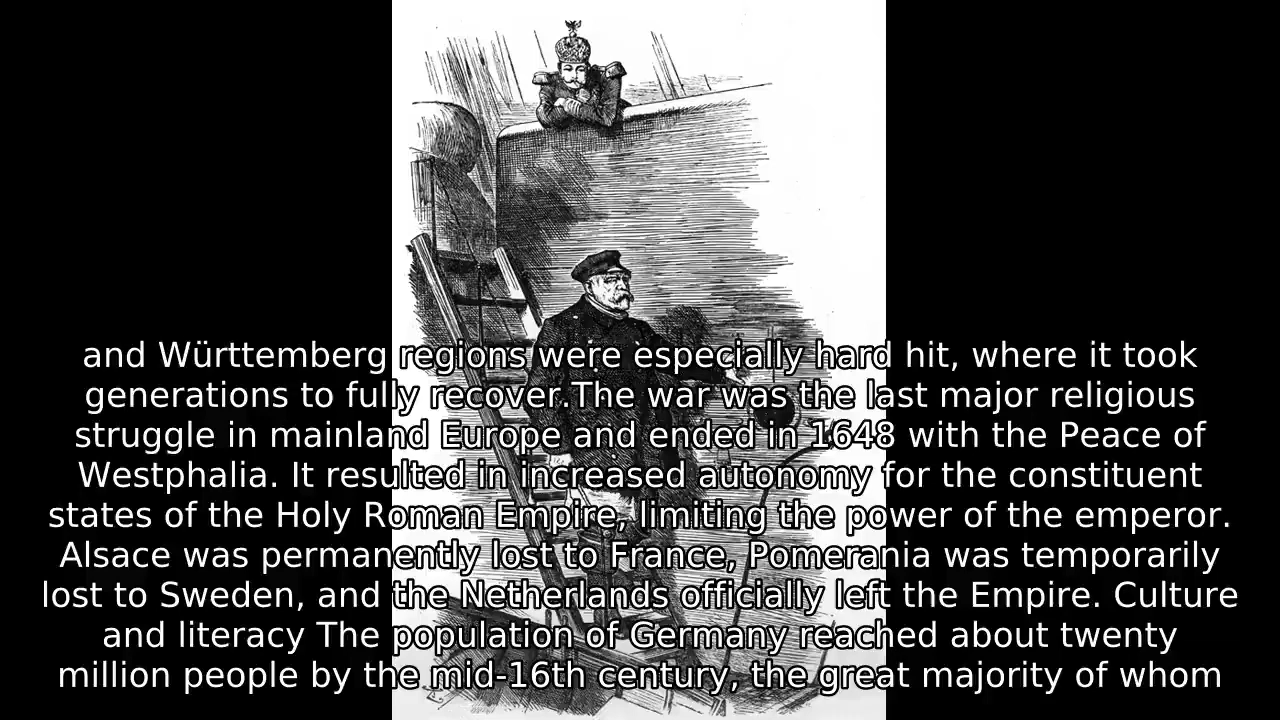 and Württemberg regions were especially hard hit, where it took
generations to fully recover.The war was the last major religious
struggle in mainland Europe and ended in 1648 with the Peace of
Westphalia. It resulted in increased autonomy for the constituent
states of the Holy Roman Empire, limiting the power of the emperor.
Alsace was permanently lost to France, Pomerania was temporarily
lost to Sweden, and the Netherlands officially left the Empire. Culture
and literacy The population of Germany reached about twenty
million people by the mid-16th century, the great majority of whom